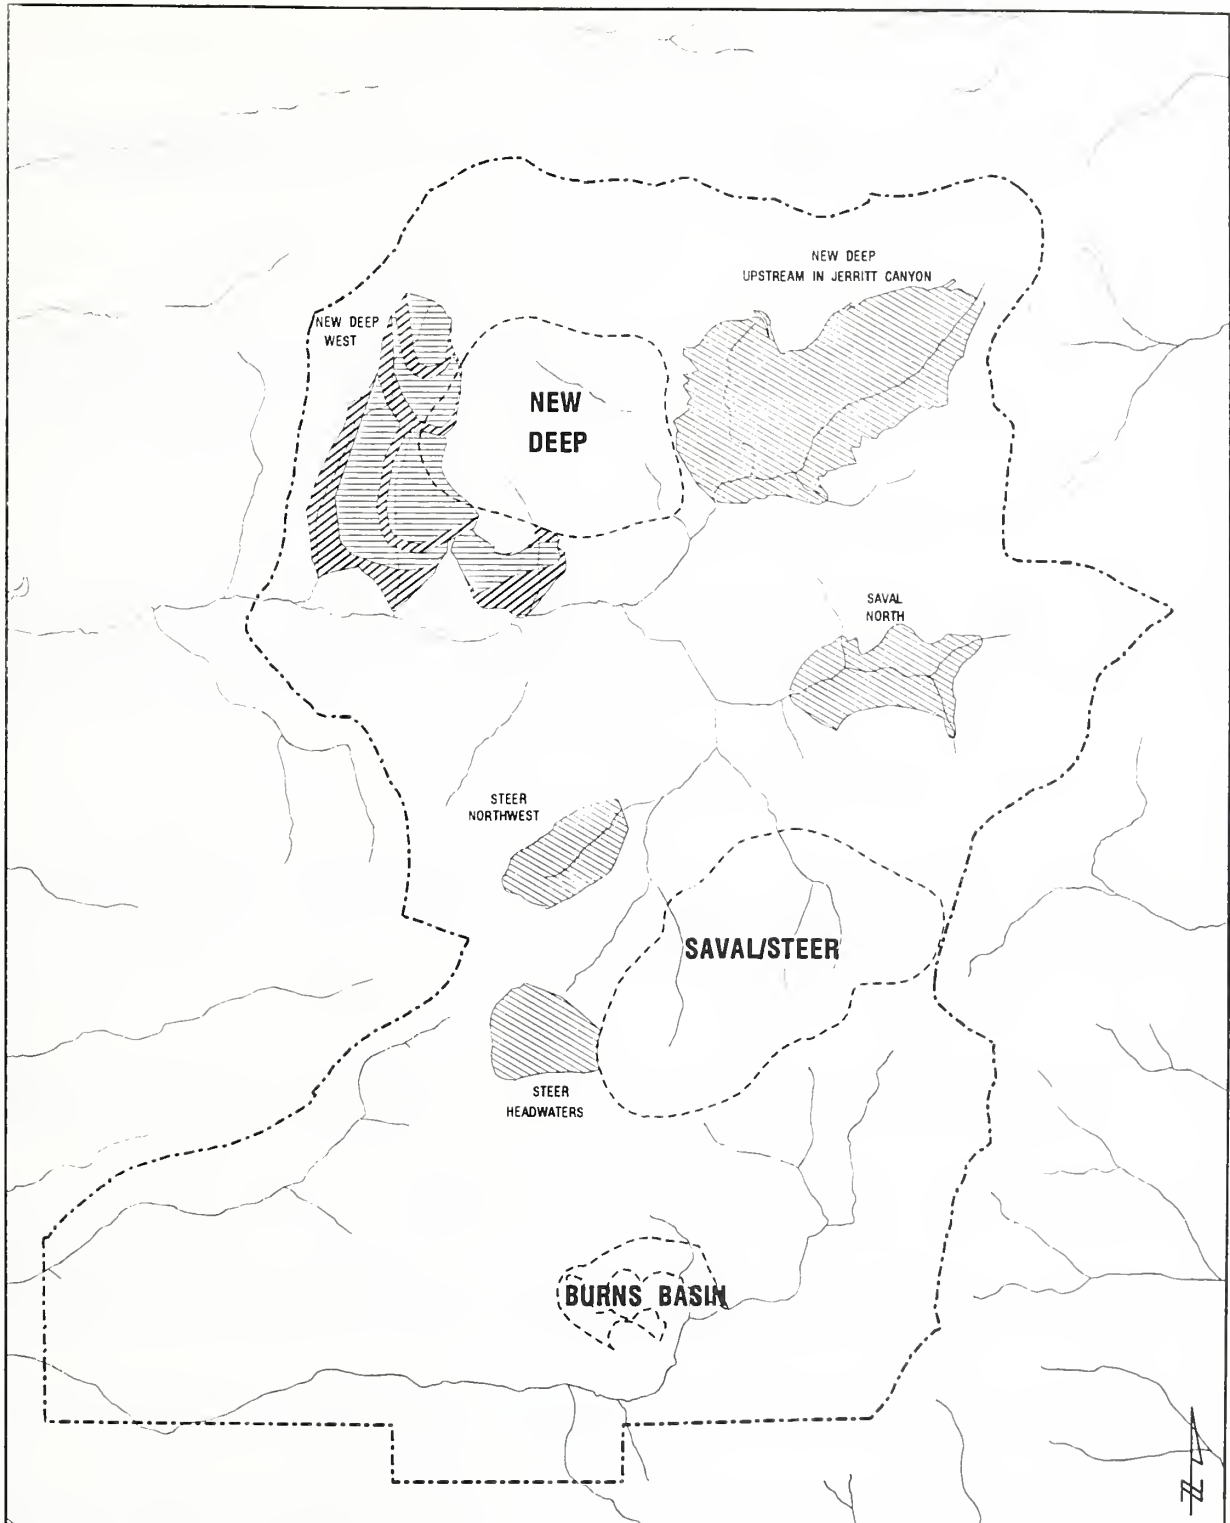 NEW DEEP
UPSTREAM IN JERRITT CANYON
NEW DEEP
WEST
NEW
DEEP
SAVAL
NORTH
STEER
NORTHWEST
SAVAL/STEER
STEER
HEADWATERS
BURNS BASIN
N